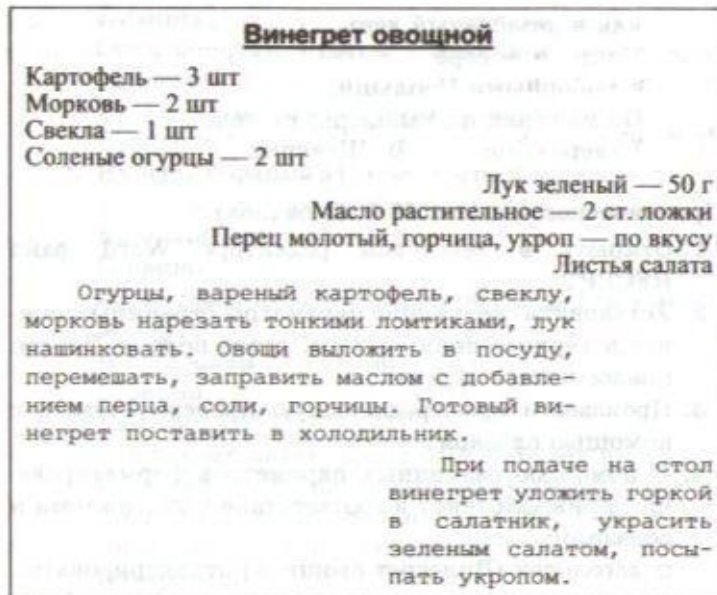 Винегрет овощной
Картофель — 3 шт
Морковь — 2 шт
Свекла — 1 шт
Соленые огурцы — 2 шт
Лук зеленый — 50 г
Масло растительное — 2 ст. ложки
Перец молотый, горчица, укроп — по вкусу
Листья салата
Огурцы, вареный картофель, свеклу,
морковь нарезать тонкими ломтиками, лук
нашинковать. Овощи выложить в посуду,
перемешать, заправить маслом с добавле-
нием перца, соли, горчицы. Готовый ви-
негрет поставить в холодильник.
При подаче на стол
винегрет уложить горкой
в салатник, украсить
зеленым салатом, посы-
пать укропом.